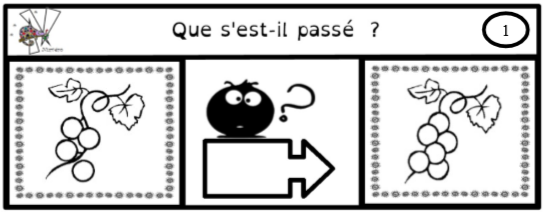 Que s'est-il passé ?
1